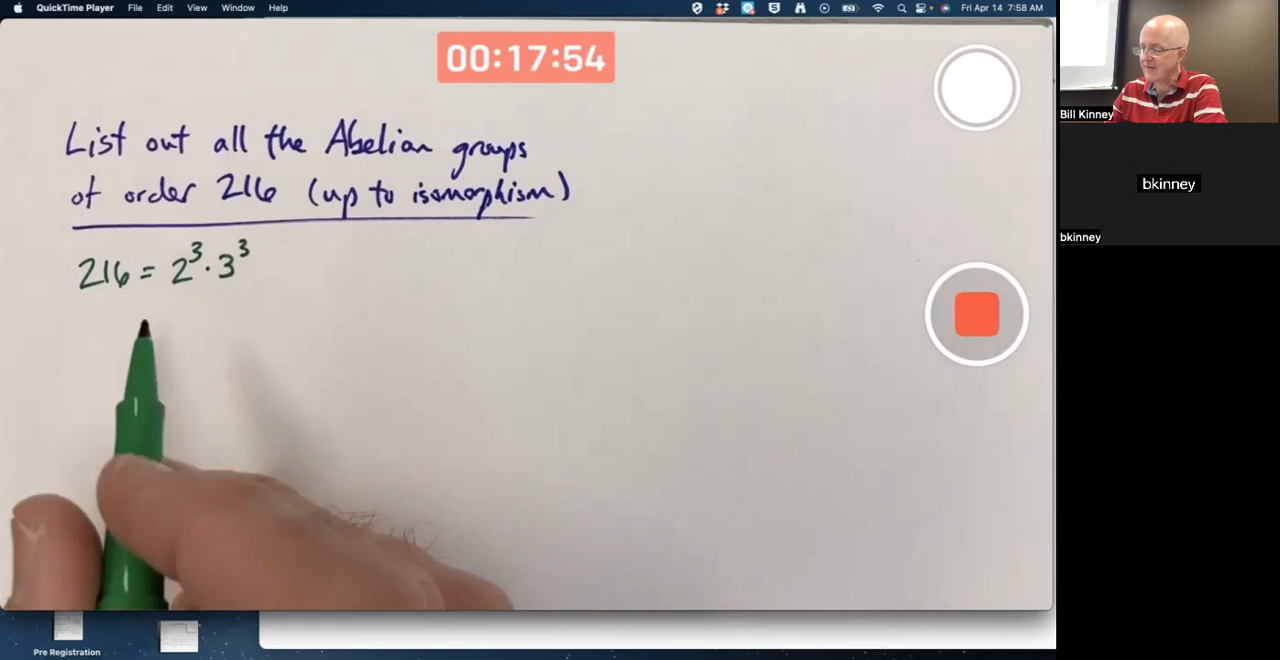 QuickTime Player File Edit View Window Help Fri Apr 14 7:58 AM
00:17:54
List out all the Abelian groups
of order 216 (up to isomorphism)
216 = 2³·3³
Bill Kinney
bkinney
bkinney
Pre Registration